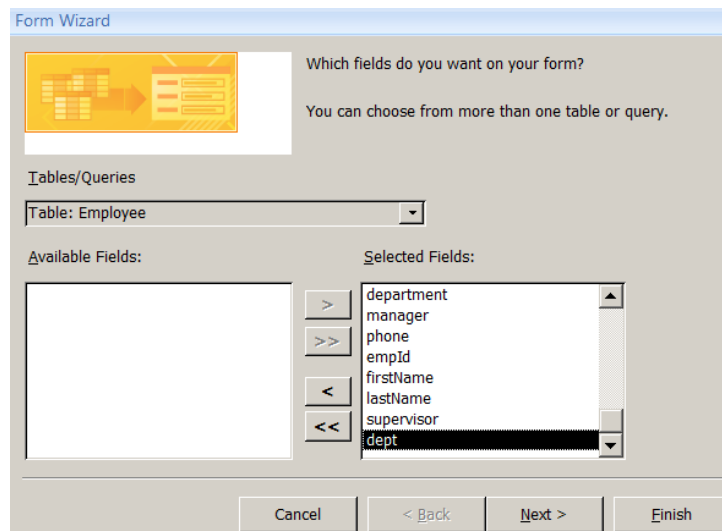 Form Wizard
Which fields do you want on your form?
You can choose from more than one table or query.
Tables/Queries
Table: Employee
Available Fields:
Selected Fields:
>
>>
<
<<
department
manager
phone
empId
firstName
lastName
supervisor
dept
Cancel
< Back
Next >
Finish